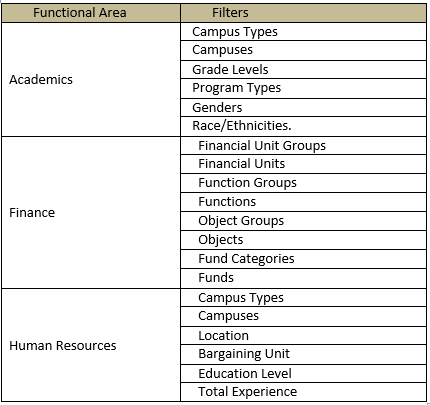 Functional Area Filters
Campus Types
Campuses
Grade Levels
Academics
Program Types
Genders
Race/Ethnicities.
Financial Unit Groups
Financial Units
Function Groups
Functions
Finance
Object Groups
Objects
Fund Categories
Funds
Campus Types
Campuses
Location
Human Resources
Bargaining Unit
Education Level
Total Experience